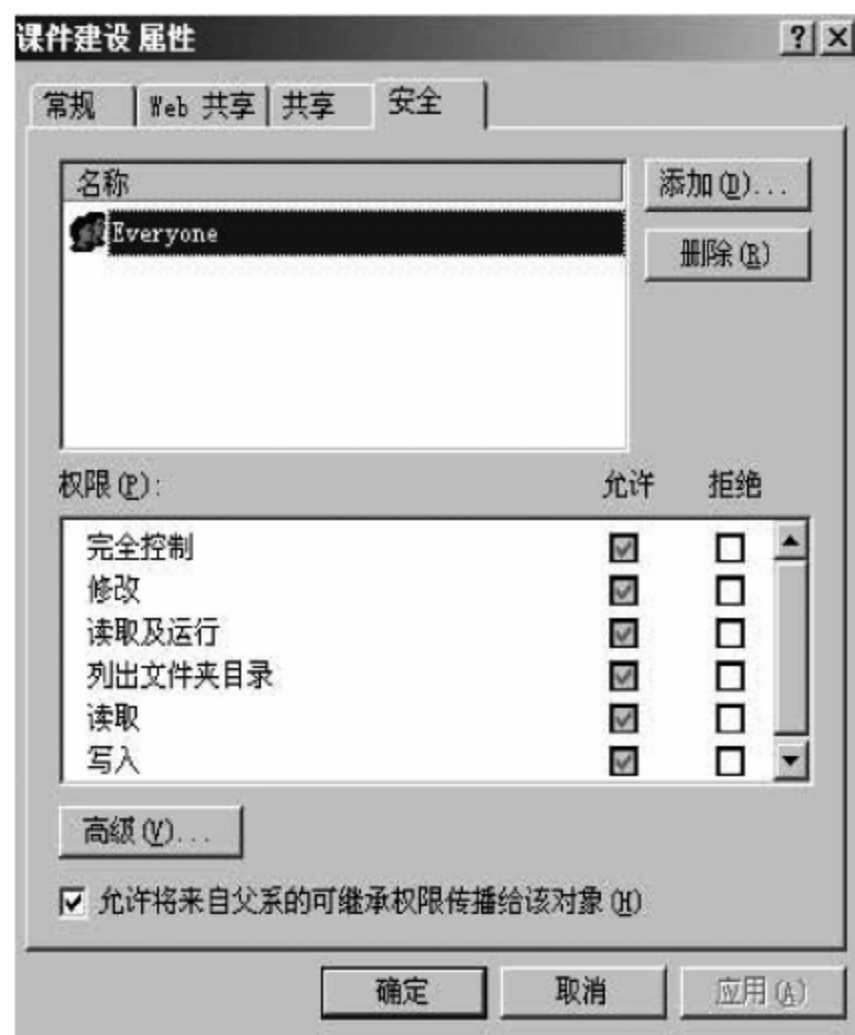 课件建设 属性
常规 Web 共享 共享 安全
名称 添加(D)...
Everyone
删除(R)
权限(P): 允许 拒绝
完全控制
修改
读取及运行
列出文件夹目录
读取
写入
高级(V)...
允许将来自父系的可继承权限传播给该对象(H)
确定 取消 应用(A)